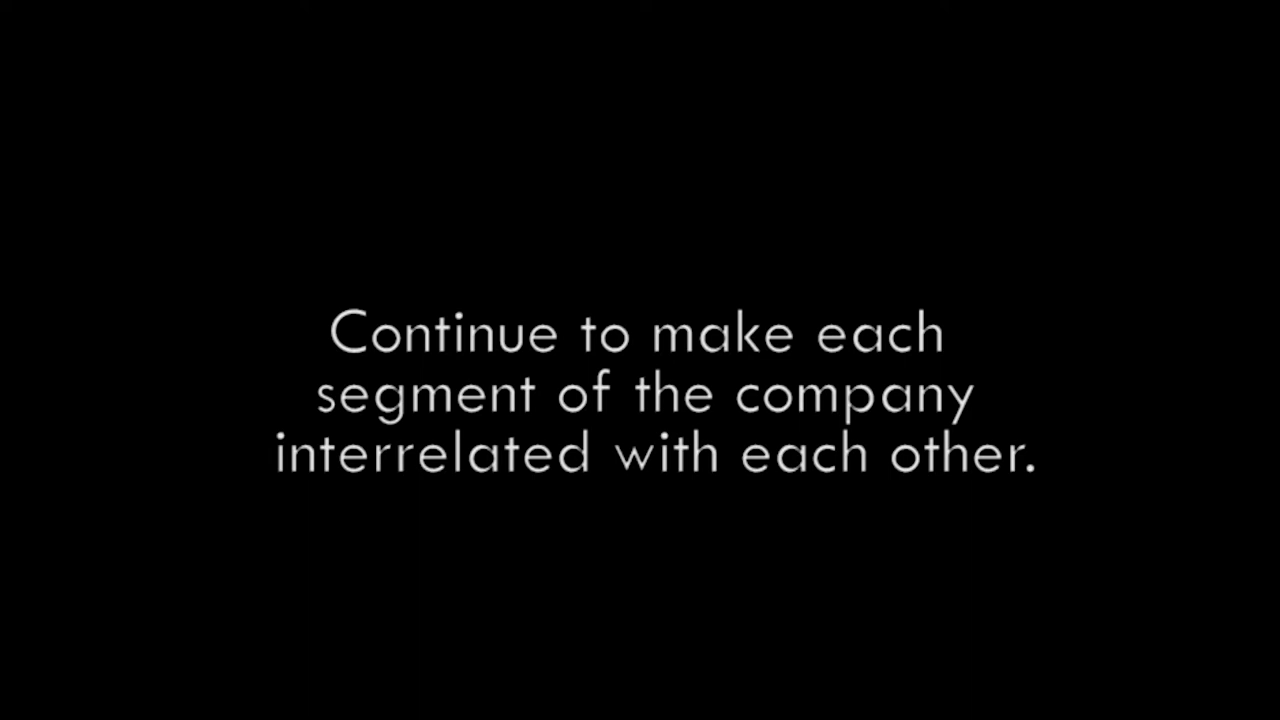 Continue to make each
segment of the company
interrelated with each other.